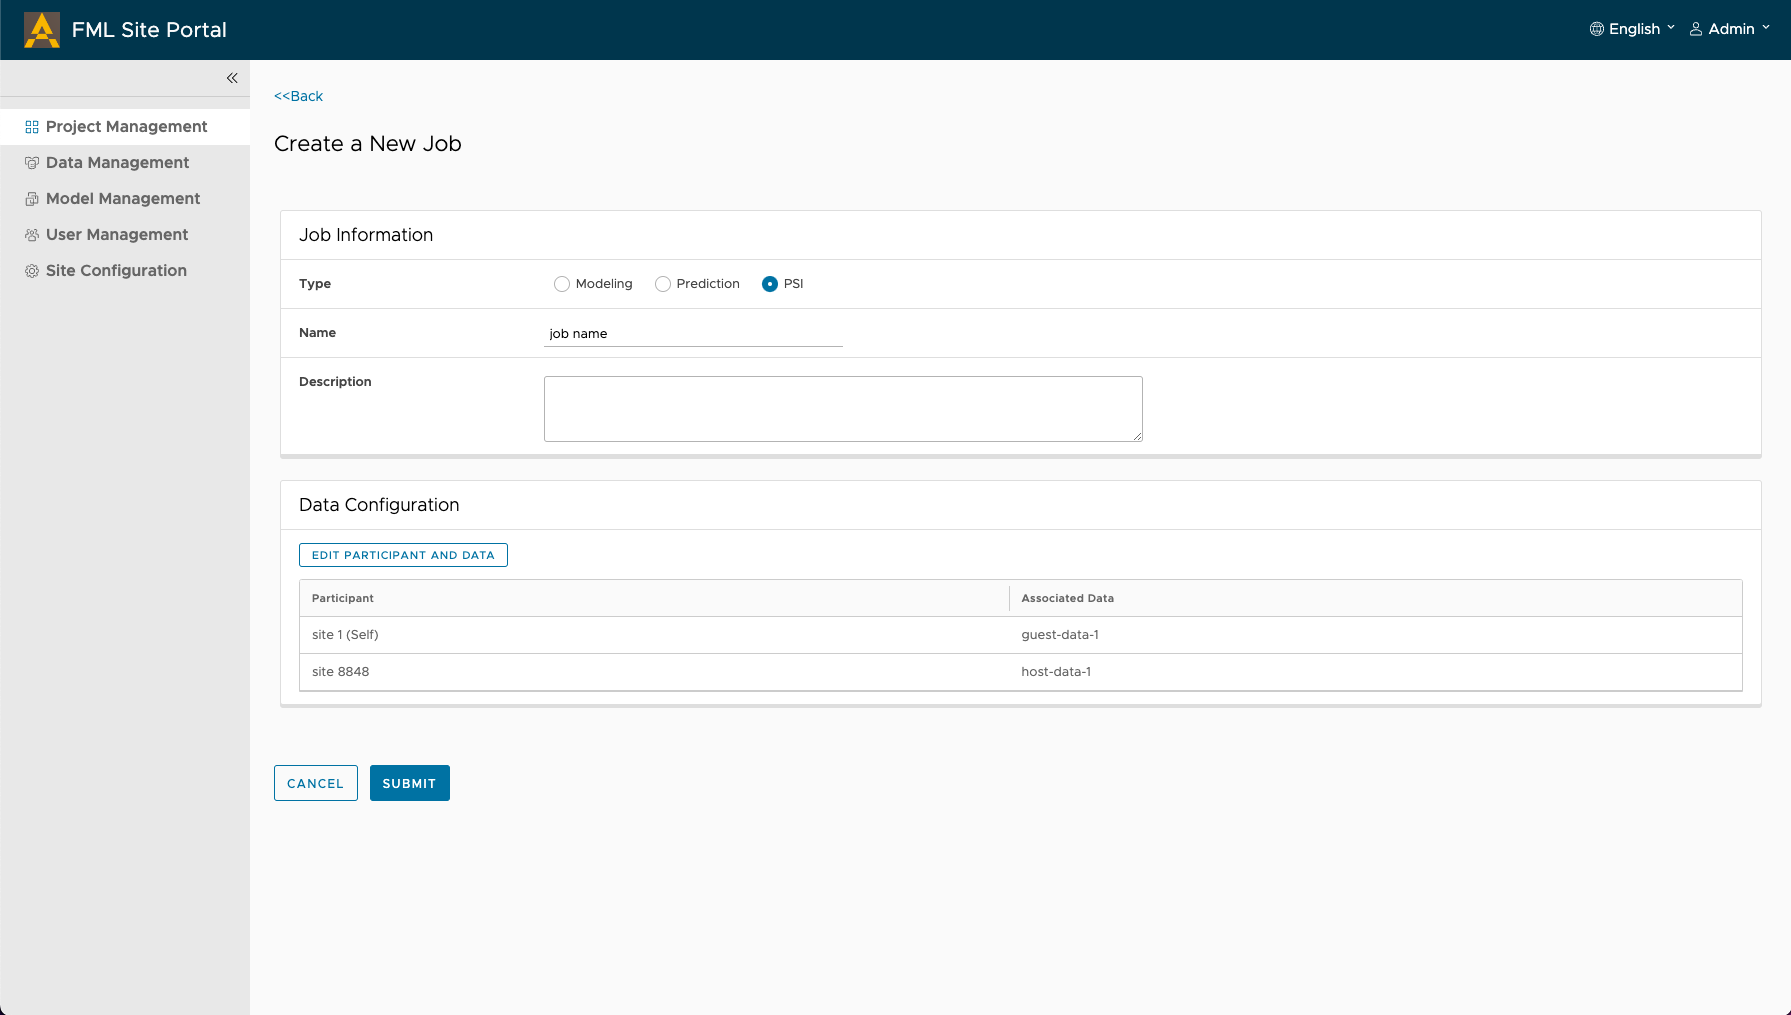 FML Site Portal
English
Admin
Project Management
Data Management
Model Management
User Management
Site Configuration
<<Back
Create a New Job
Job Information
Type
Modeling
Prediction
PSI
Name
job name
Description
Data Configuration
EDIT PARTICIPANT AND DATA
Participant
Associated Data
site 1 (Self)
guest-data-1
site 8848
host-data-1
CANCEL
SUBMIT